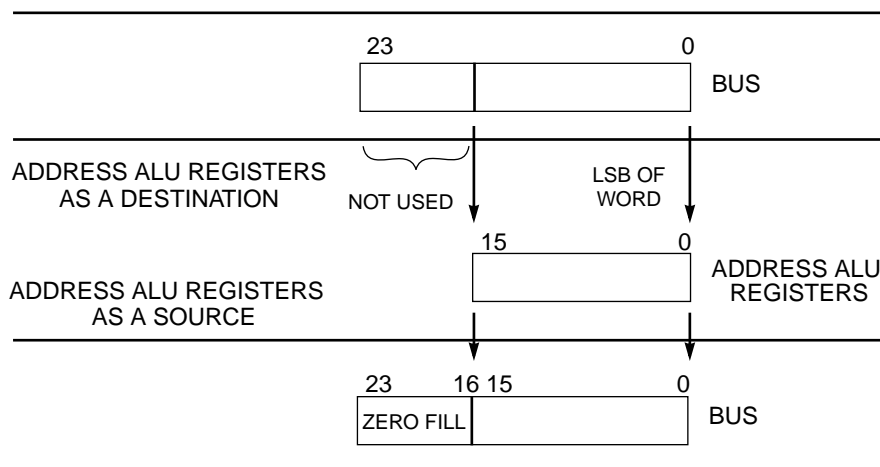 23 0
BUS
ADDRESS ALU REGISTERS
AS A DESTINATION
NOT USED
LSB OF
WORD
15 0
ADDRESS ALU
REGISTERS
ADDRESS ALU REGISTERS
AS A SOURCE
23 16 15 0
ZERO FILL
BUS